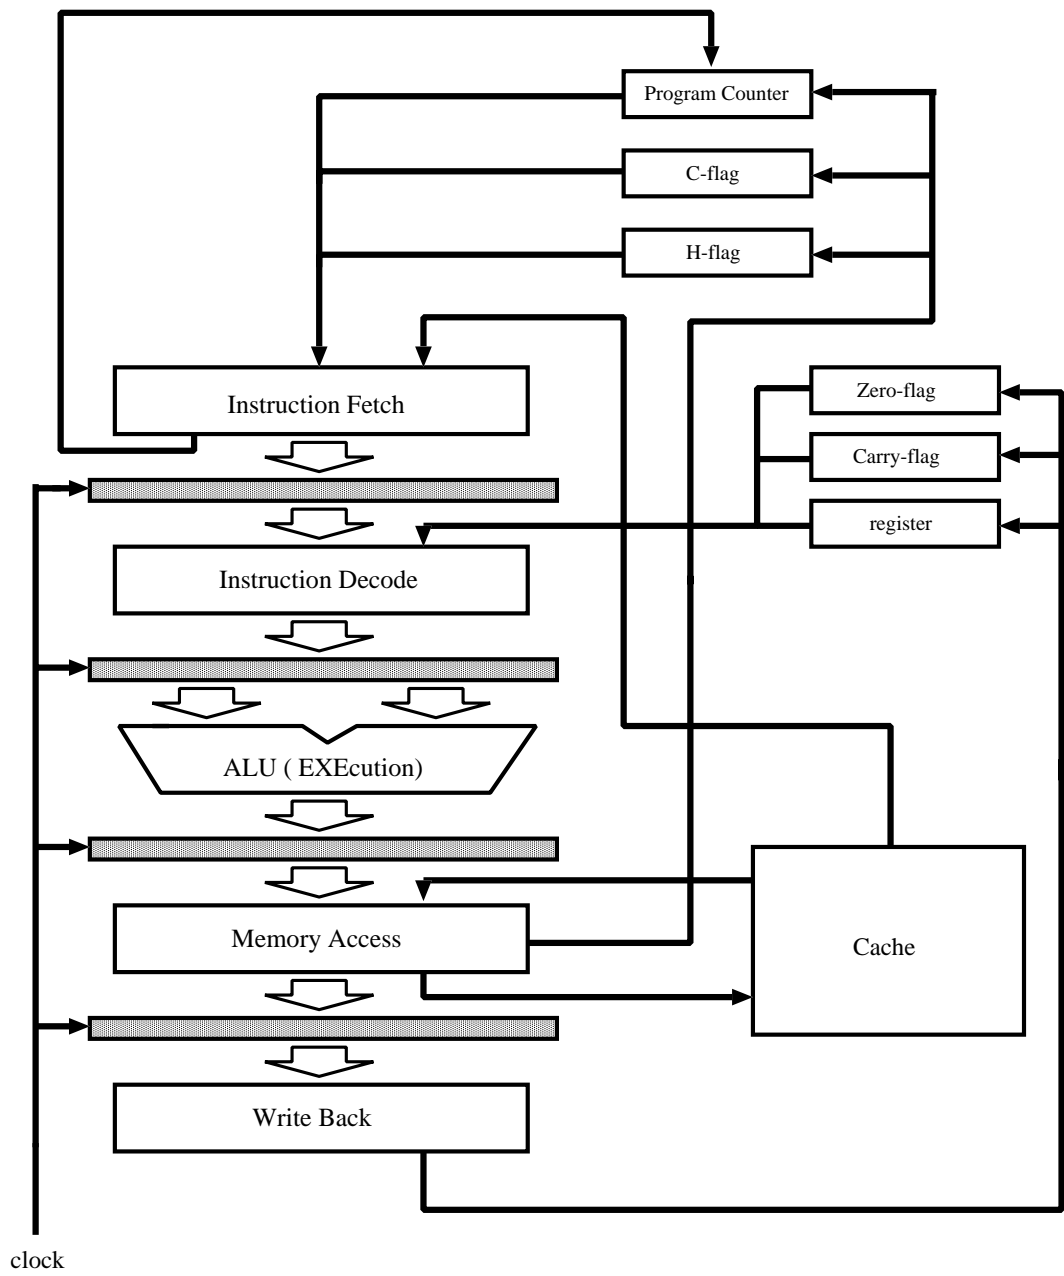 Program Counter
C-flag
H-flag
Instruction Fetch
Zero-flag
Carry-flag
register
Instruction Decode
ALU ( EXEcution)
Memory Access
Cache
Write Back
clock